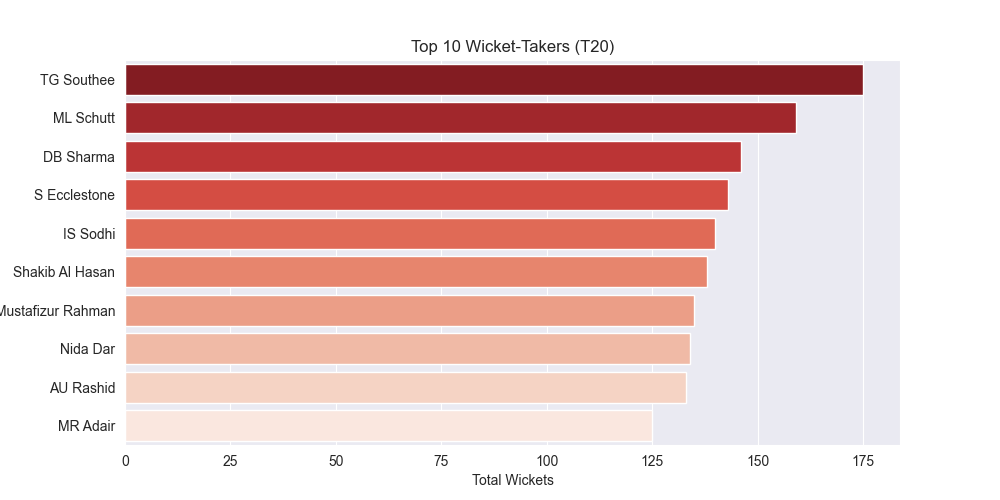 Top 10 Wicket-Takers (T20)
TG Southee
ML Schutt
DB Sharma
S Ecclestone
IS Sodhi
Shakib Al Hasan
Mustafizur Rahman
Nida Dar
AU Rashid
MR Adair
0 25 50 75 100 125 150 175
Total Wickets